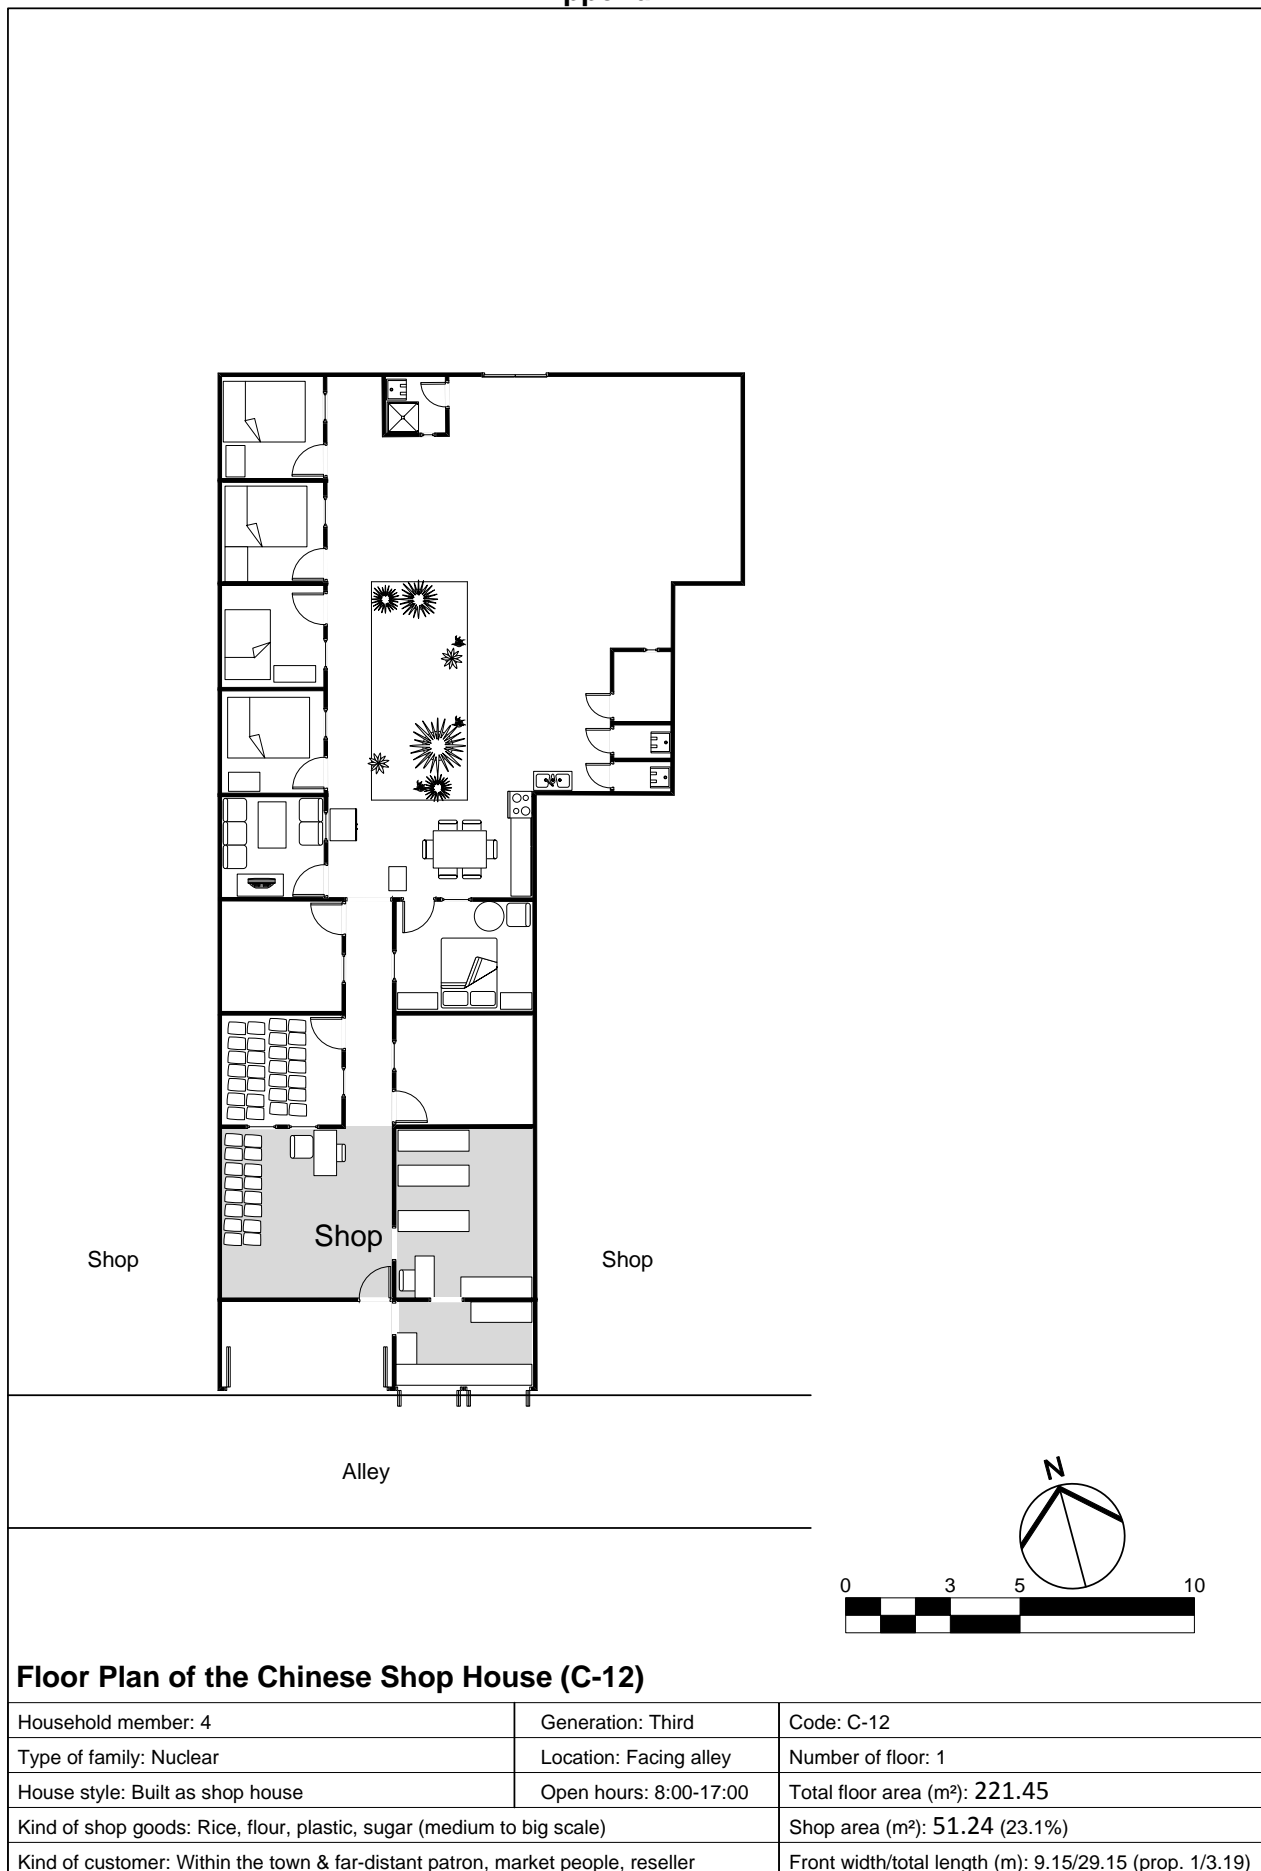 Shop
Shop
Shop
Alley
N
0 3 5 10
Floor Plan of the Chinese Shop House (C-12)
Household member: 4
Generation: Third
Code: C-12
Type of family: Nuclear
Location: Facing alley
Number of floor: 1
House style: Built as shop house
Open hours: 8:00-17:00
Total floor area (m²): 221.45
Kind of shop goods: Rice, flour, plastic, sugar (medium to big scale)
Shop area (m²): 51.24 (23.1%)
Kind of customer: Within the town & far-distant patron, market people, reseller
Front width/total length (m): 9.15/29.15 (prop. 1/3.19)